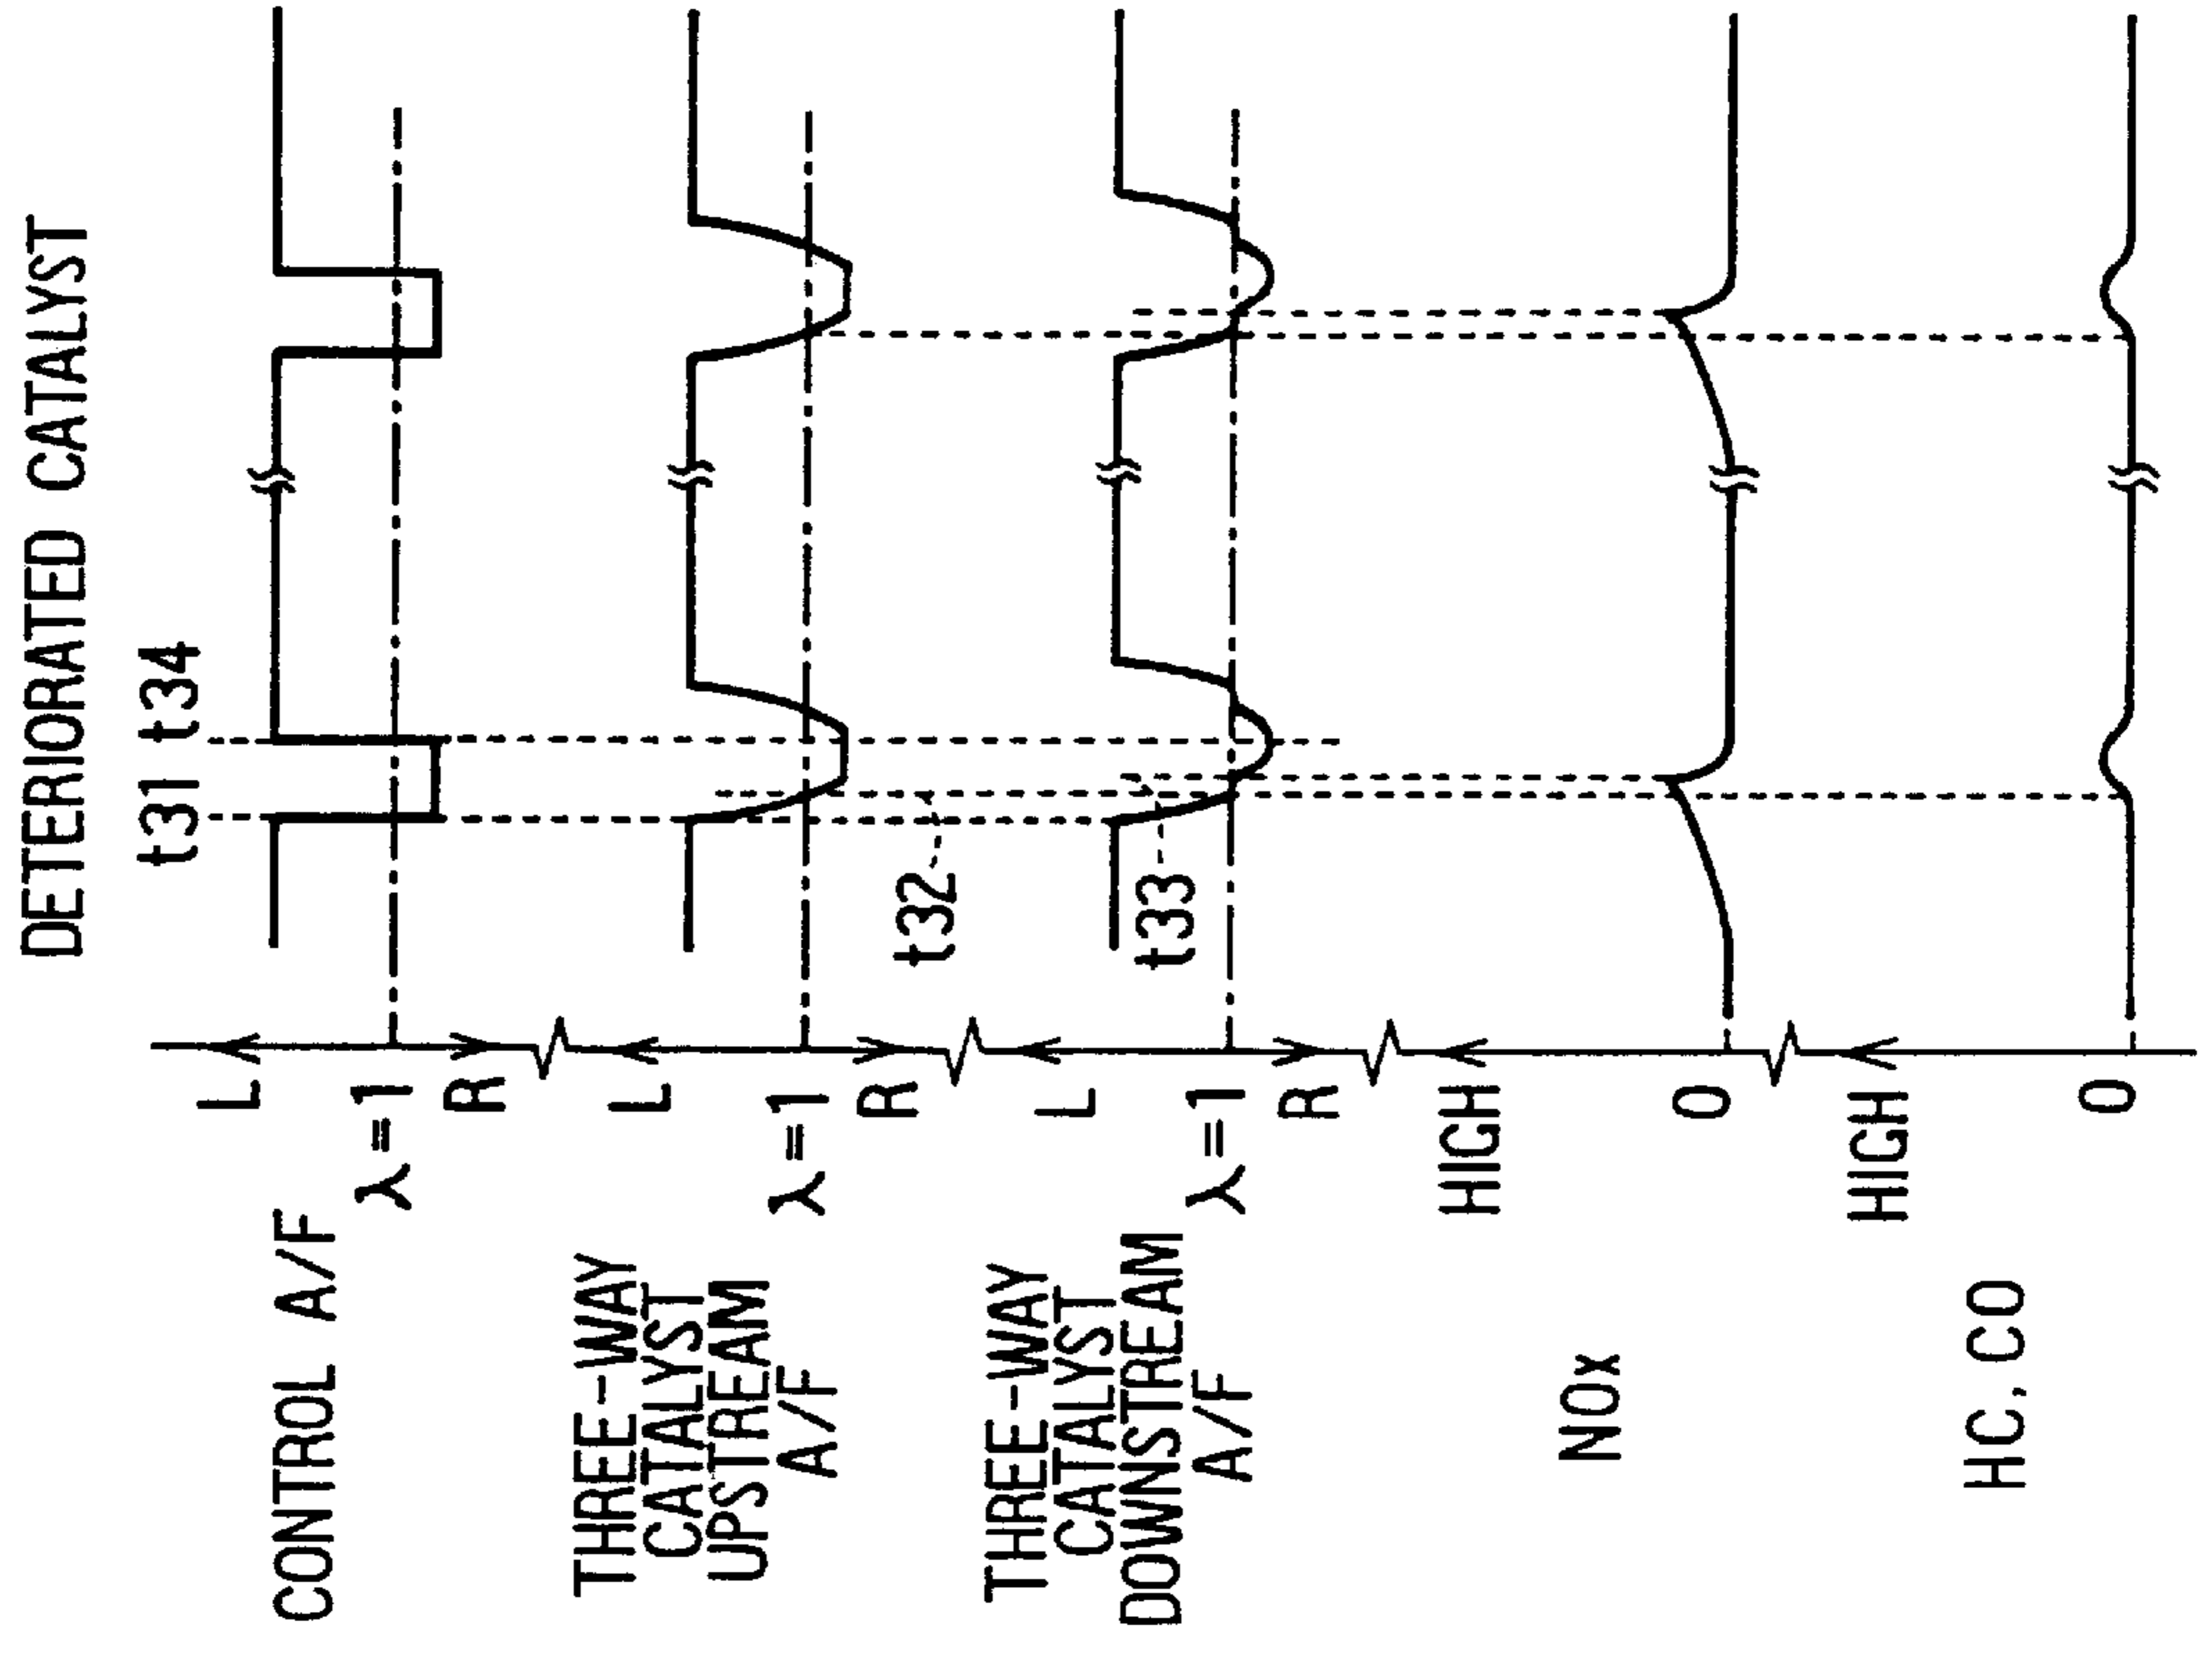 DETERIORATED CATALYST
t31 t34
CONTROL A/F
L
λ=1
R
THREE-WAY
CATALYST
UPSTREAM
A/F
L
λ=1
R
t32
THREE-WAY
CATALYST
DOWNSTREAM
A/F
L
λ=1
R
t33
NOx
HIGH
0
HC, CO
HIGH
0